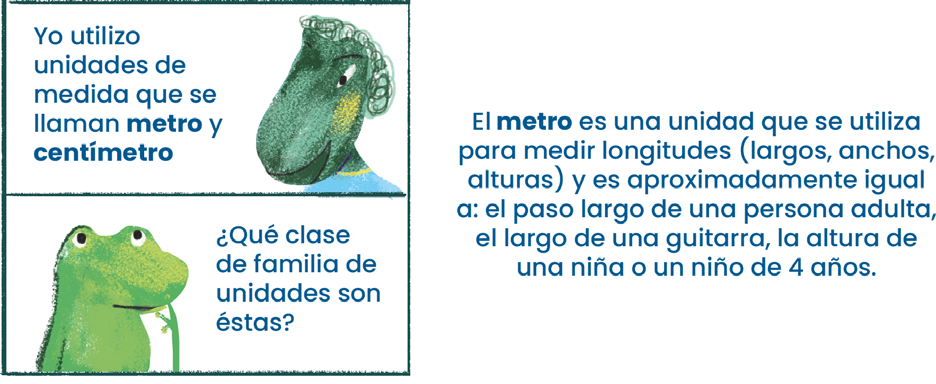 Yo utilizo
unidades de
medida que se
llaman metro y
centímetro
¿Qué clase
de familia de
unidades son
éstas?
El metro es una unidad que se utiliza
para medir longitudes (largos, anchos,
alturas) y es aproximadamente igual
a: el paso largo de una persona adulta,
el largo de una guitarra, la altura de
una niña o un niño de 4 años.